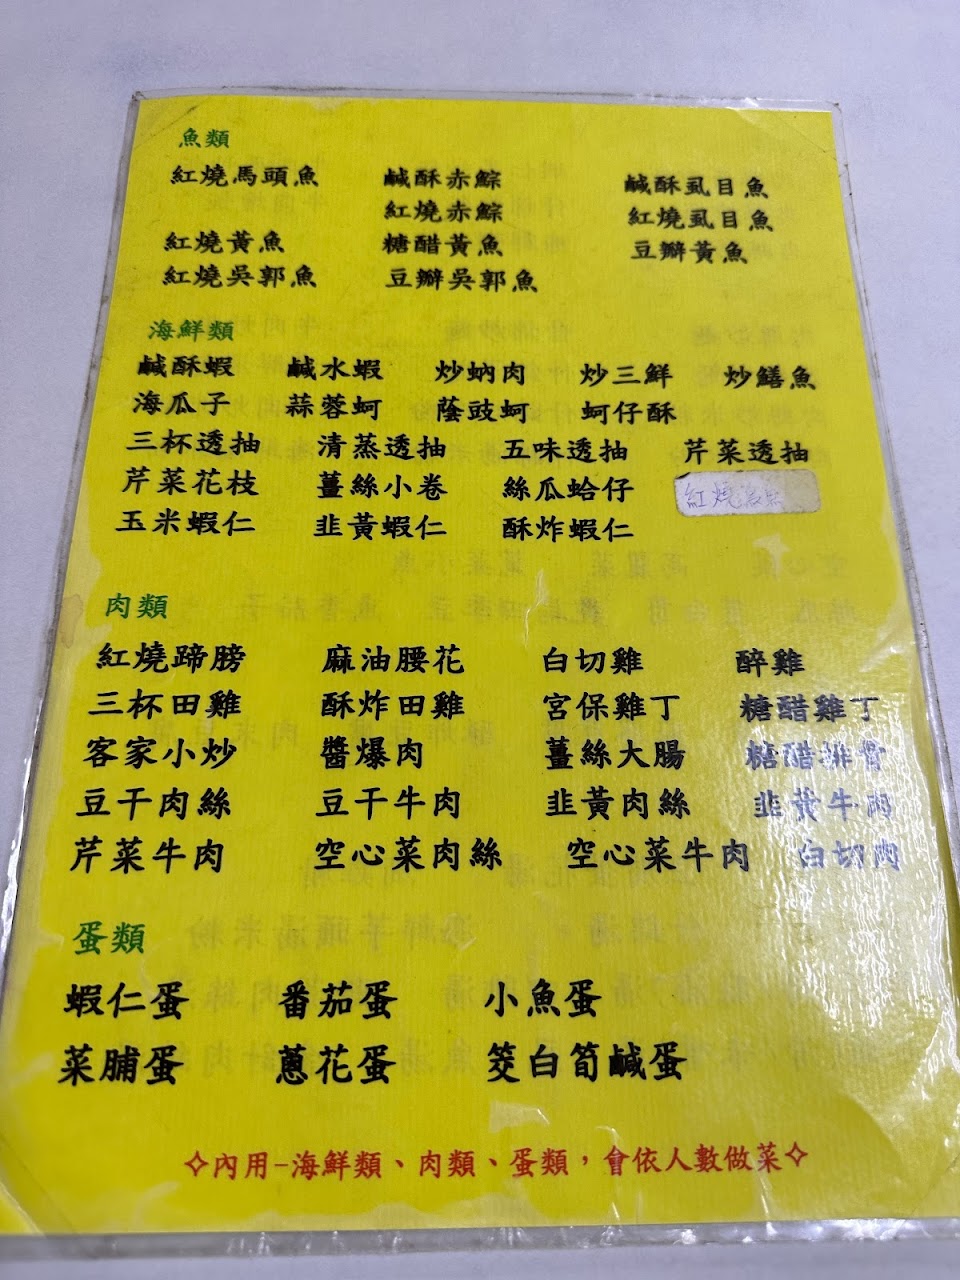 魚類
紅燒馬頭魚 鹹酥赤鯮 鹹酥虱目魚
紅燒赤鯮 紅燒虱目魚
紅燒黃魚 糖醋黃魚 豆瓣黃魚
紅燒吳郭魚 豆瓣吳郭魚
海鮮類
鹹酥蝦 鹹水蝦 炒蚋肉 炒三鮮 炒鱔魚
海瓜子 蒜蓉蚵 蔭豉蚵 蚵仔酥
三杯透抽 清蒸透抽 五味透抽 芹菜透抽
芹菜花枝 薑絲小卷 絲瓜蛤仔 紅燒
玉米蝦仁 韭黃蝦仁 酥炸蝦仁
肉類
紅燒蹄膀 麻油腰花 白切雞 醉雞
三杯田雞 酥炸田雞 宮保雞丁 糖醋雞丁
客家小炒 醬爆肉 薑絲大腸 糖醋排骨
豆干肉絲 豆干牛肉 韭黃肉絲 韭黃牛肉
芹菜牛肉 空心菜肉絲 空心菜牛肉 白切肉
蛋類
蝦仁蛋 番茄蛋 小魚蛋
菜脯蛋 蔥花蛋 筊白筍鹹蛋
✧內用-海鮮類、肉類、蛋類，會依人數做菜✧